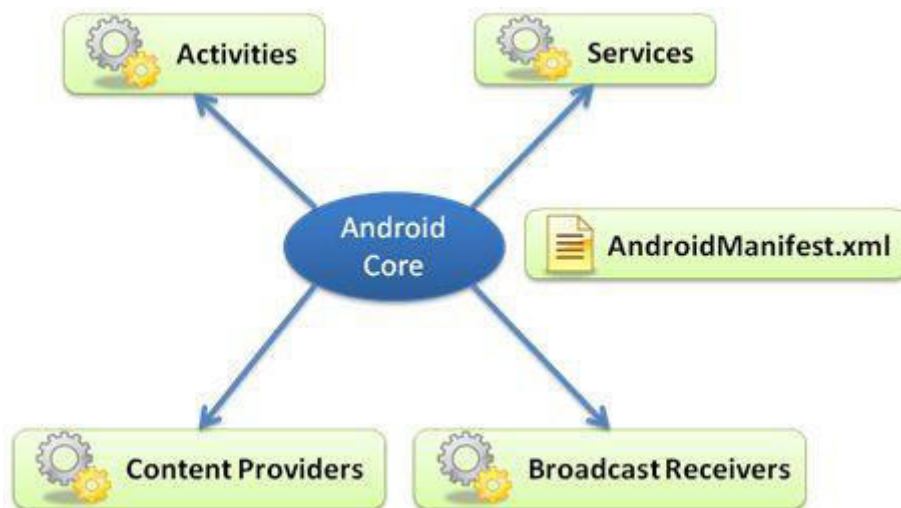 Activities
Services
Android
Core
AndroidManifest.xml
Content Providers
Broadcast Receivers